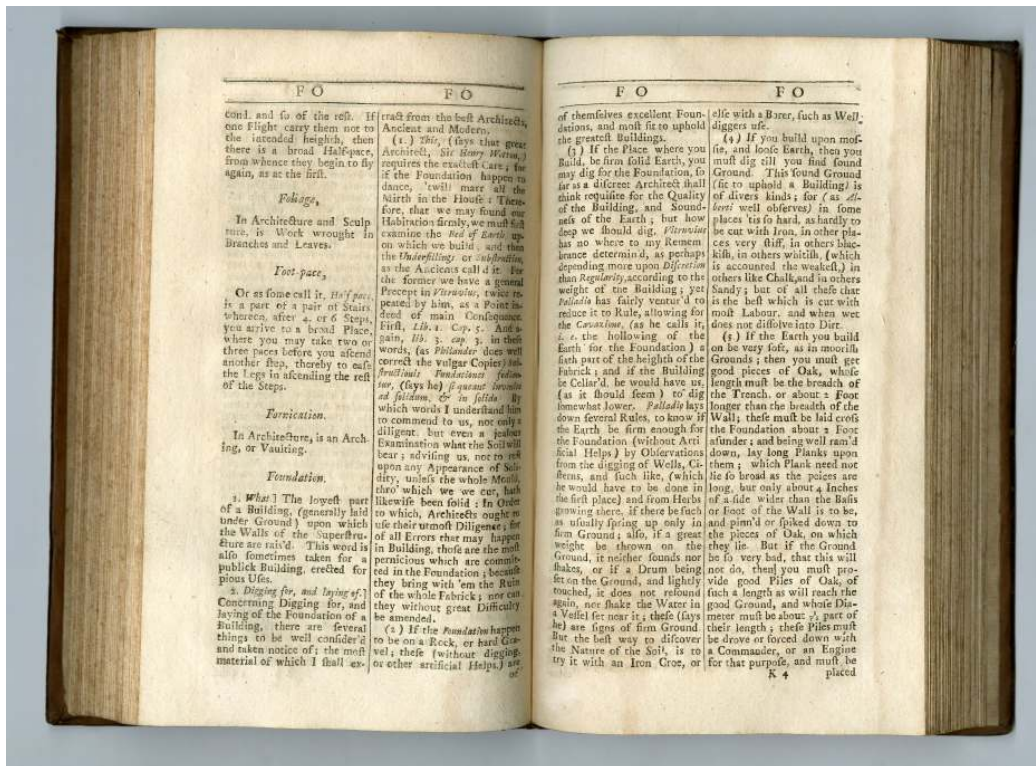 FO FO
cond. and ſo of the reſt. If
one Flight carry them not to
the intended heighth, then
there is a broad Half-pace,
from whence they begin to fly
again, as at the firſt.
Foliage,
In Architecture and Sculp
ture, is Work wrought in
Branches and Leaves.
Foot-pace,
Or as ſome call it, Half pace,
is a part of a pair of Stairs,
whereon, after 4. or 6 Steps,
you arrive to a broad Place,
where you may take two or
three paces before you aſcend
another ſtep, thereby to eaſe
the Legs in aſcending the reſt
of the Steps.
Fornication.
In Architecture, is an Arch-
ing, or Vaulting.
Foundation.
1. What.] The loweſt part
of a Building, (generally laid
under Ground) upon which
the Walls of the Superſtru-
cture are rais'd. This word is
alſo ſometimes taken for a
publick Building, erected for
pious Uſes.
2. Digging for, and laying of.]
Concerning Digging for, and
laying of the Foundation of a
Building, there are ſeveral
things to be well conſider'd
and taken notice of; the moſt
material of which I ſhall ex-
tract from the beſt Architects,
Ancient and Modern.
(1.) This, (ſays that great
Architect, Sir Henry Wotton,)
requires the exacteſt Care; for
if the Foundation happen to
dance, 'twill marr all the
Mirth in the Houſe: There-
fore, that we may found our
Habitation firmly, we muſt firſt
examine the Bed of Earth up-
on which we build, and then
the Underfillings or Subſtruction,
as the Ancients call d it. For
the former we have a general
Precept in Vitruvius, twice re-
peated by him, as a Point in-
deed of main Conſequence.
Firſt, Lib. 1. Cap. 5. And a-
gain, lib. 3. cap. 3. in theſe
words, (as Philander does well
correct the vulgar Copies) Sub-
ſtructionis Fundationes fodian-
tur, (ſays he) ſi queant inveniri
ad ſolidum, & in ſolido. By
which words I underſtand him
to commend to us, not only a
diligent, but even a jealous
Examination what the Soil will
bear; adviſing us, not to reſt
upon any Appearance of Soli-
dity, unleſs the whole Mould,
thro' which we we cut, hath
likewiſe been ſolid: In Order
to which, Architects ought to
uſe their utmoſt Diligence; for
of all Errors that may happen
in Building, thoſe are the moſt
pernicious which are commit-
ted in the Foundation; becauſe
they bring with 'em the Ruin
of the whole Fabrick; nor can
they without great Difficulty
be amended.
(2) If the Foundation happen
to be on a Rock, or hard Gra-
vel; theſe (without digging,
or other artificial Helps,) are
of
FO FO
of themſelves excellent Foun-
dations, and moſt fit to uphold
the greateſt Buildings.
(3) If the Place where you
Build, be firm ſolid Earth, you
may dig for the Foundation, ſo
far as a diſcreet Architect ſhall
think requiſite for the Quality
of the Building, and Sound-
neſs of the Earth; but how
deep we ſhould dig, Vitruvius
has no where to my Remem
brance determin'd, as perhaps
depending more upon Diſcretion
than Regularity, according to the
weight of the Building; yet
Palladio has fairly ventur'd to
reduce it to Rule, allowing for
the Cavazione, (as he calls it,
i. e. the hollowing of the
Earth for the Foundation) a
ſixth part of the heighth of the
Fabrick; and if the Building
be Cellar'd, he would have us,
(as it ſhould ſeem) to dig
ſomewhat lower. Palladio lays
down ſeveral Rules, to know if
the Earth be firm enough for
the Foundation (without Arti
ficial Helps) by Obſervations
from the digging of Wells, Ci-
ſterns, and ſuch like, (which
he would have to be done in
the firſt place) and from Herbs
growing there, if there be ſuch
as uſually ſpring up only in
firm Ground; alſo, if a great
weight be thrown on the
Ground, it neither ſounds nor
ſhakes, or if a Drum being
ſet on the Ground, and lightly
touched, it does not reſound
again, nor ſhake the Water in
a Veſſel ſet near it; theſe (ſays
he) are ſigns of firm Ground
But the beſt way to diſcover
the Nature of the Soil, is to
try it with an Iron Croe, or
elſe with a Borer, ſuch as Well-
diggers uſe.
(4) If you build upon moſ-
ſie, and looſe Earth, then you
muſt dig till you find ſound
Ground. This ſound Ground
(fit to uphold a Building) is
of divers kinds; for (as Al-
berti well obſerves) in ſome
places 'tis ſo hard, as hardly to
be cut with Iron, in other pla-
ces very ſtiff, in others blac-
kiſh, in others whitiſh, (which
is accounted the weakeſt,) in
others like Chalk, and in others
Sandy; but of all theſe that
is the beſt which is cut with
moſt Labour, and when wet
does not diſſolve into Dirt.
(5) If the Earth you build
on be very ſoft, as in mooriſh
Grounds; then you muſt get
good pieces of Oak, whoſe
length muſt be the breadth of
the Trench, or about 2 Foot
longer than the breadth of the
Wall; theſe muſt be laid croſs
the Foundation about 2 Foot
aſunder; and being well ram'd
down, lay long Planks upon
them; which Plank need not
lie ſo broad as the peices are
long, but only about 4 Inches
of a-ſide wider than the Baſis
or Foot of the Wall is to be,
and pinn'd or ſpiked down to
the pieces of Oak, on which
they lie. But if the Ground
be ſo very bad, that this will
not do, then] you muſt pro-
vide good Piles of Oak, of
ſuch a length as will reach the
good Ground, and whoſe Dia-
meter muſt be about part of
their length; theſe Piles muſt
be drove or forced down with
a Commander, or an Engine
for that purpoſe, and muſt be
K 4 placed